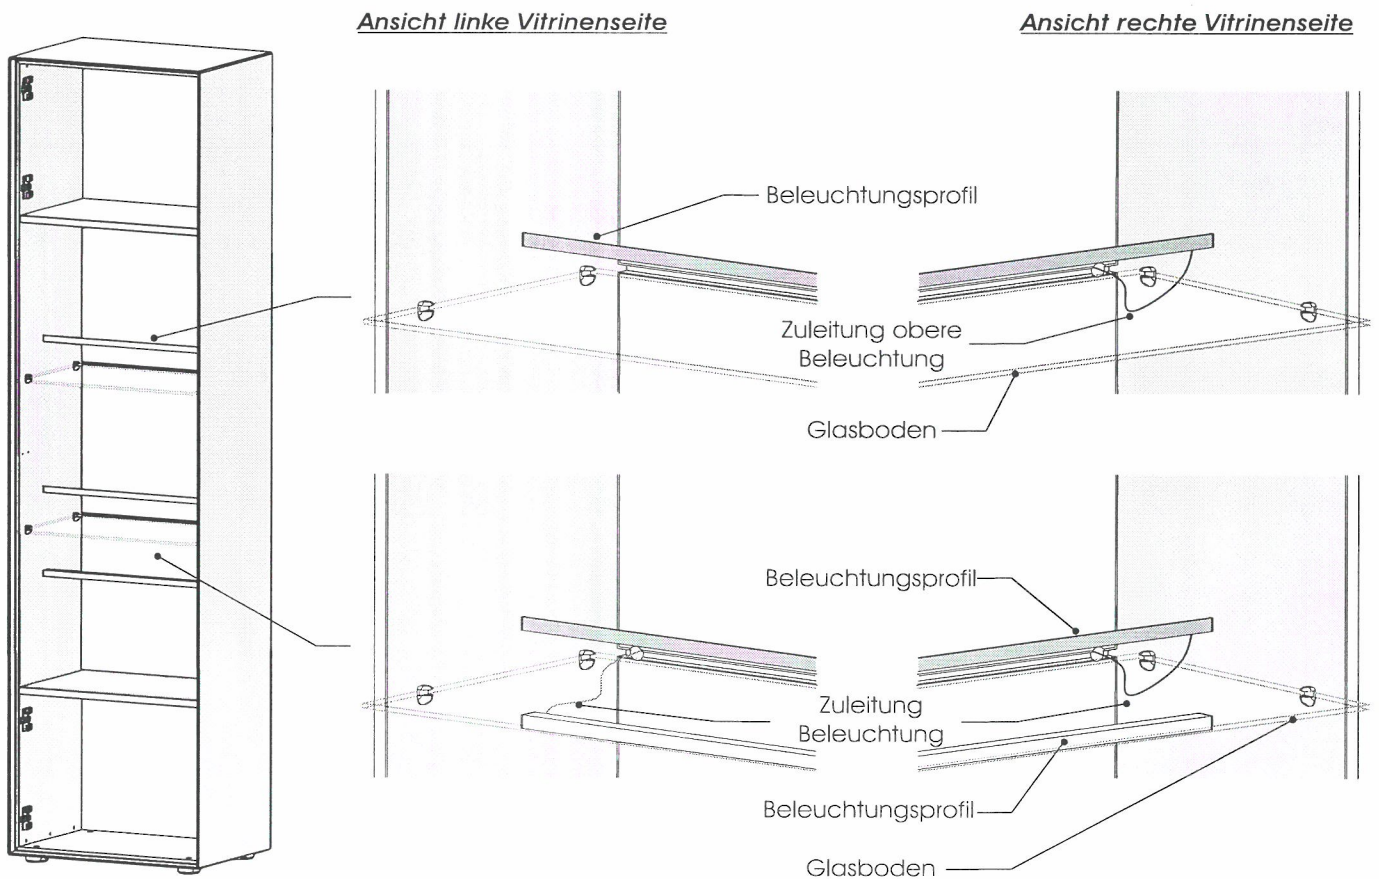 Ansicht linke Vitrinenseite
Ansicht rechte Vitrinenseite
Beleuchtungsprofil
Zuleitung obere
Beleuchtung
Glasboden
Beleuchtungsprofil
Zuleitung
Beleuchtung
Beleuchtungsprofil
Glasboden